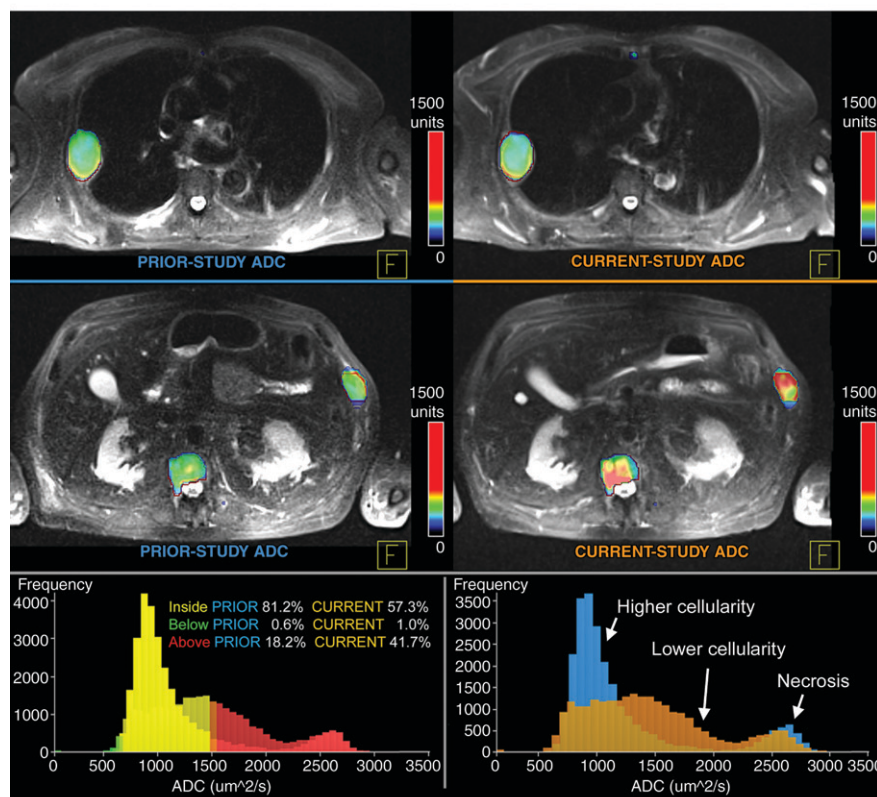 1500
units
0
PRIOR-STUDY ADC
F
1500
units
0
CURRENT-STUDY ADC
F
1500
units
0
PRIOR-STUDY ADC
F
1500
units
0
CURRENT-STUDY ADC
F
Frequency
4000
3000
2000
1000
0
Inside PRIOR 81.2% CURRENT 57.3%
Below PRIOR 0.6% CURRENT 1.0%
Above PRIOR 18.2% CURRENT 41.7%
0 500 1000 1500 2000 2500 3000 3500
ADC (um^2/s)
Frequency
3500
3000
2500
2000
1500
1000
500
0
Higher cellularity
Lower cellularity
Necrosis
0 500 1000 1500 2000 2500 3000 3500
ADC (um^2/s)